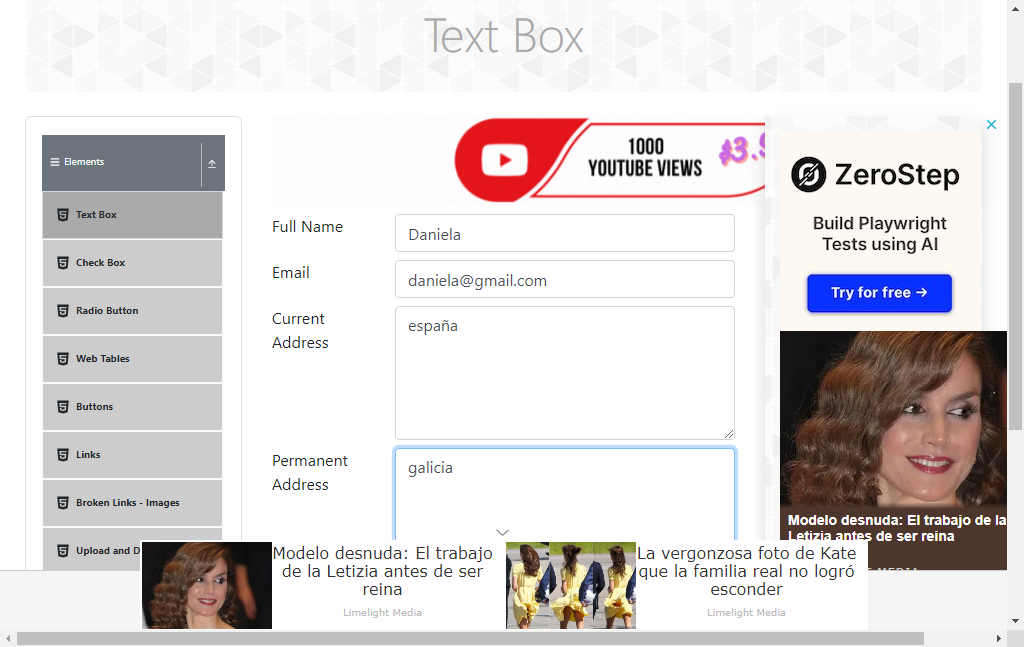 Text Box
Elements
Text Box
Check Box
Radio Button
Web Tables
Buttons
Links
Broken Links - Images
Upload and D
1000
YOUTUBE VIEWS
$3.9
Full Name
Daniela
Email
daniela@gmail.com
Current
Address
españa
Permanent
Address
galicia
ZeroStep
Build Playwright
Tests using AI
Try for free →
Modelo desnuda: El trabajo de la
Letizia antes de ser reina
Modelo desnuda: El trabajo
de la Letizia antes de ser
reina
Limelight Media
La vergonzosa foto de Kate
que la familia real no logró
esconder
Limelight Media